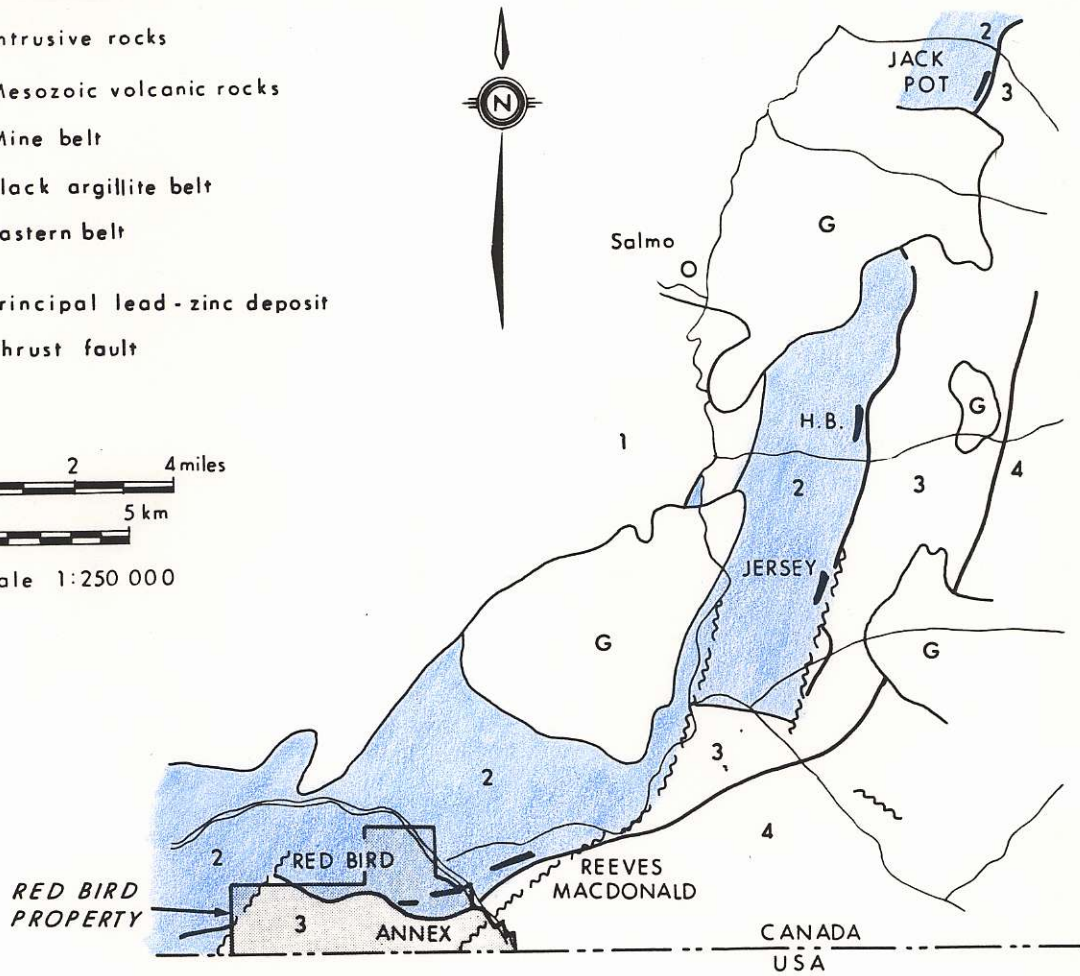 ntrusive rocks
Mesozoic volcanic rocks
Mine belt
lack argillite belt
astern belt
rincipal lead - zinc deposit
hrust fault
2 4 miles
5 km
ale 1:250 000
N
2
JACK
POT
3
G
Salmo
G
H.B.
1
2
3
4
JERSEY
G
G
3
2
4
2
RED BIRD
REEVES
MACDONALD
RED BIRD
PROPERTY
3
ANNEX
CANADA
USA